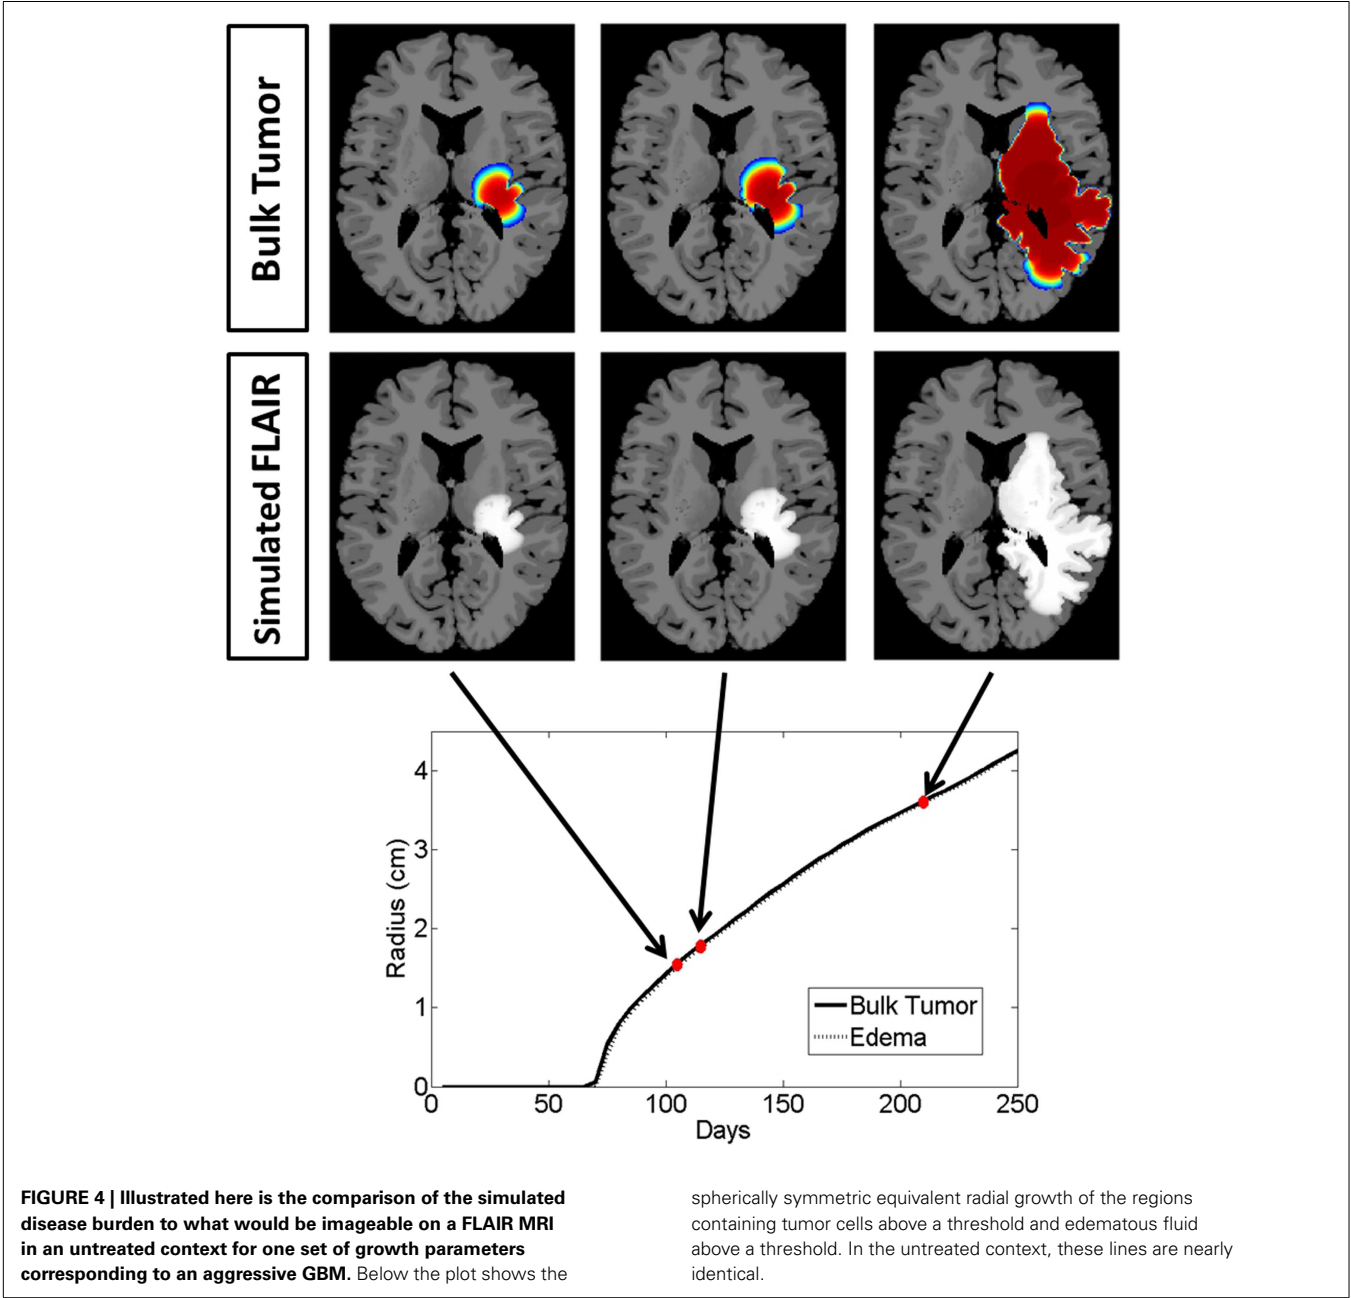 Bulk Tumor
Simulated FLAIR
4
3
2
1
0
Radius (cm)
Bulk Tumor
Edema
0 50 100 150 200 250
Days
FIGURE 4 | Illustrated here is the comparison of the simulated
disease burden to what would be imageable on a FLAIR MRI
in an untreated context for one set of growth parameters
corresponding to an aggressive GBM. Below the plot shows the
spherically symmetric equivalent radial growth of the regions
containing tumor cells above a threshold and edematous fluid
above a threshold. In the untreated context, these lines are nearly
identical.